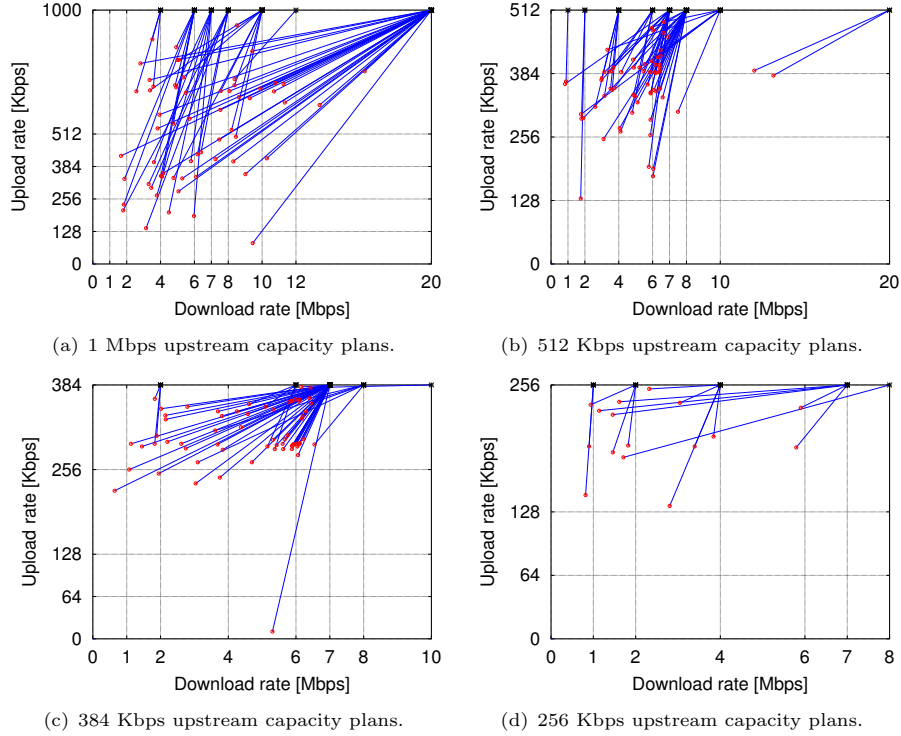 1000
512
384
256
128
0
Upload rate [Kbps]
0 1 2 4 6 7 8 10 12 20
Download rate [Mbps]
(a) 1 Mbps upstream capacity plans.
512
384
256
128
0
Upload rate [Kbps]
0 1 2 4 6 7 8 10 20
Download rate [Mbps]
(b) 512 Kbps upstream capacity plans.
384
256
128
64
0
Upload rate [Kbps]
0 1 2 4 6 7 8 10
Download rate [Mbps]
(c) 384 Kbps upstream capacity plans.
256
128
64
0
Upload rate [Kbps]
0 1 2 4 7 8
Download rate [Mbps]
(d) 256 Kbps upstream capacity plans.